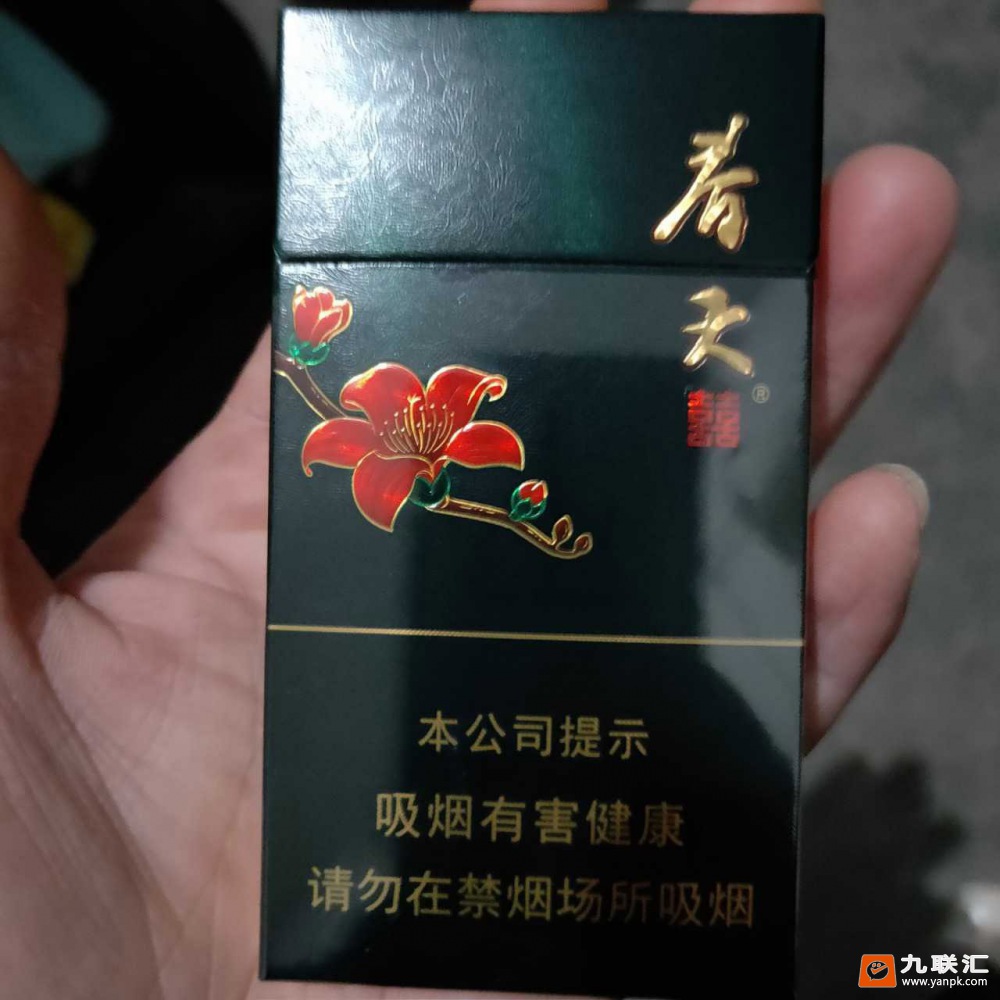 春
天
囍
®
本公司提示
吸烟有害健康
请勿在禁烟场所吸烟
九联汇
www.yanpk.com